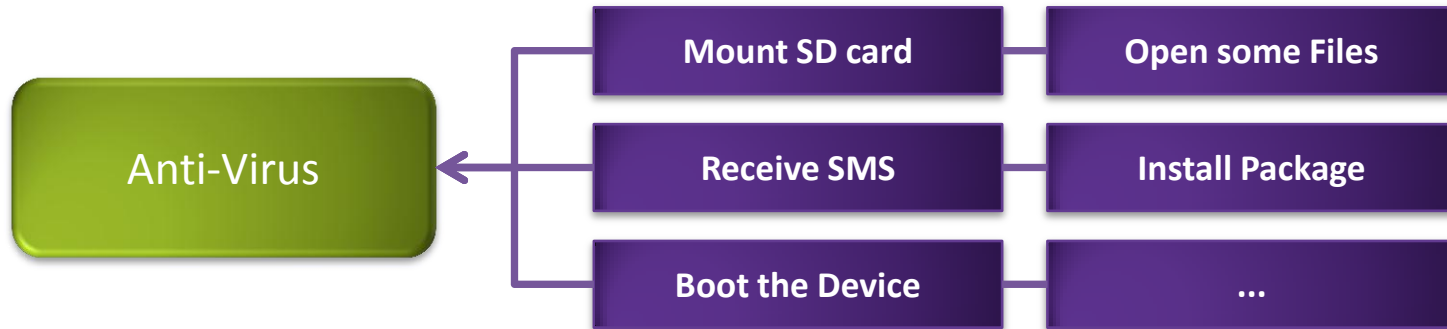 Mount SD card
Open some Files
Anti-Virus
Receive SMS
Install Package
Boot the Device
...